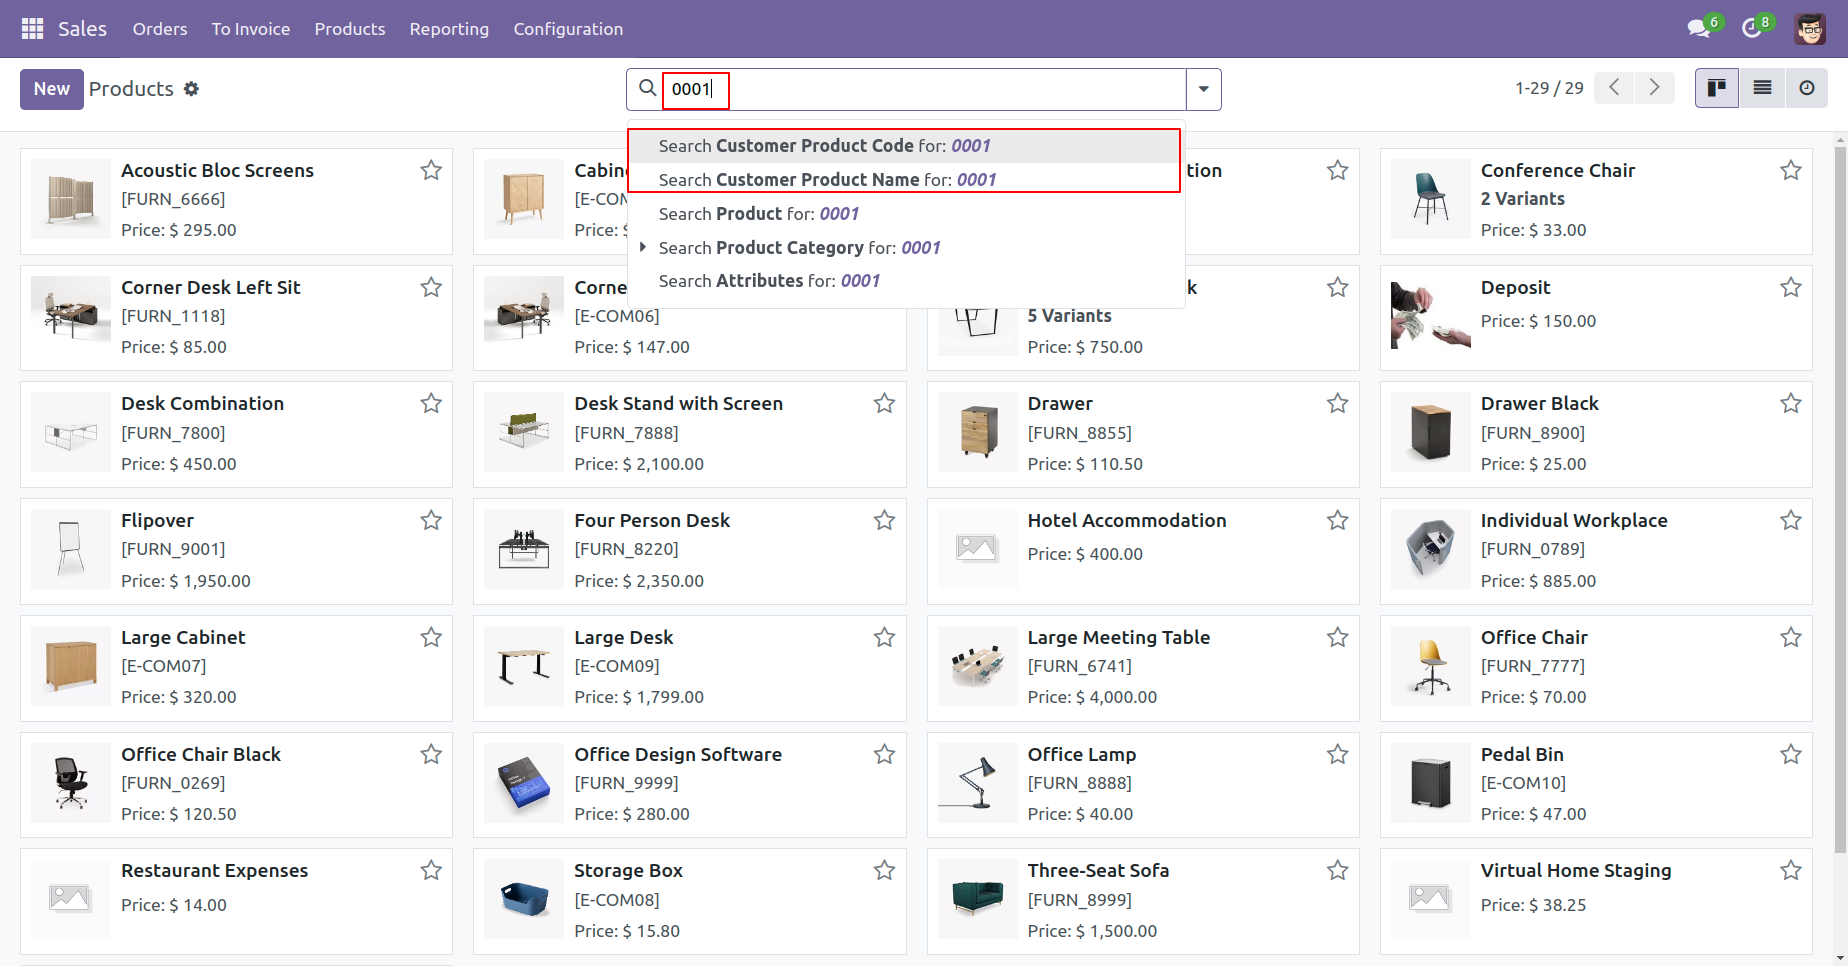 Sales Orders To Invoice Products Reporting Configuration 6 8
New Products 0001 1-29 / 29
Search Customer Product Code for: 0001
Search Customer Product Name for: 0001
Search Product for: 0001
Search Product Category for: 0001
Search Attributes for: 0001
Acoustic Bloc Screens
[FURN_6666]
Price: $ 295.00
Conference Chair
2 Variants
Price: $ 33.00
Corner Desk Left Sit
[FURN_1118]
Price: $ 85.00
[E-COM06]
Price: $ 147.00
5 Variants
Price: $ 750.00
Deposit
Price: $ 150.00
Desk Combination
[FURN_7800]
Price: $ 450.00
Desk Stand with Screen
[FURN_7888]
Price: $ 2,100.00
Drawer
[FURN_8855]
Price: $ 110.50
Drawer Black
[FURN_8900]
Price: $ 25.00
Flipover
[FURN_9001]
Price: $ 1,950.00
Four Person Desk
[FURN_8220]
Price: $ 2,350.00
Hotel Accommodation
Price: $ 400.00
Individual Workplace
[FURN_0789]
Price: $ 885.00
Large Cabinet
[E-COM07]
Price: $ 320.00
Large Desk
[E-COM09]
Price: $ 1,799.00
Large Meeting Table
[FURN_6741]
Price: $ 4,000.00
Office Chair
[FURN_7777]
Price: $ 70.00
Office Chair Black
[FURN_0269]
Price: $ 120.50
Office Design Software
[FURN_9999]
Price: $ 280.00
Office Lamp
[FURN_8888]
Price: $ 40.00
Pedal Bin
[E-COM10]
Price: $ 47.00
Restaurant Expenses
Price: $ 14.00
Storage Box
[E-COM08]
Price: $ 15.80
Three-Seat Sofa
[FURN_8999]
Price: $ 1,500.00
Virtual Home Staging
Price: $ 38.25